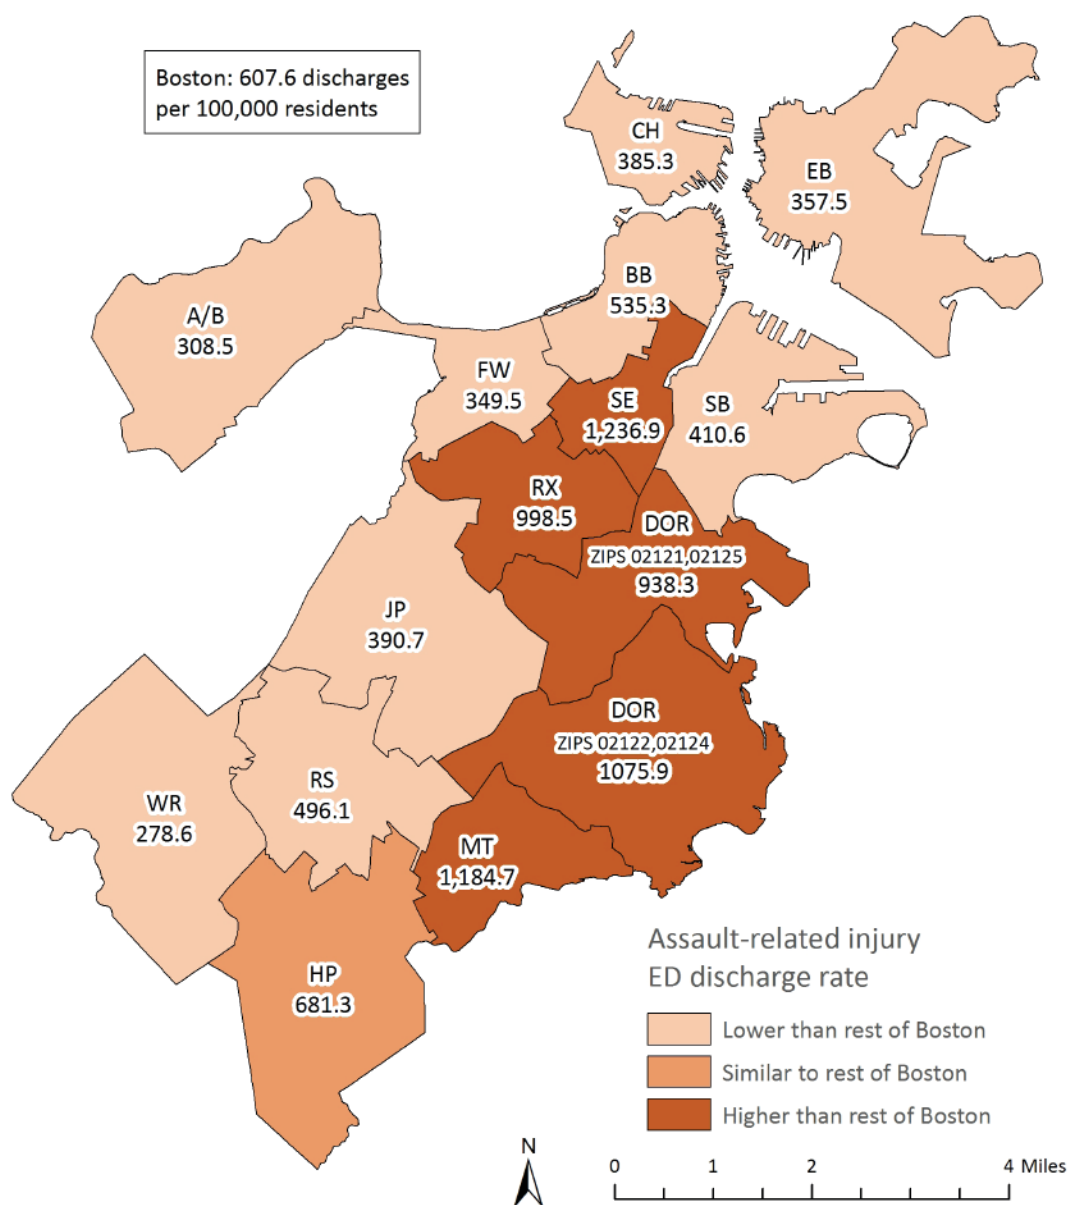 Boston: 607.6 discharges
per 100,000 residents
CH
385.3
EB
357.5
BB
535.3
A/B
308.5
FW
349.5
SE
1,236.9
SB
410.6
RX
998.5
DOR
ZIPS 02121,02125
938.3
JP
390.7
DOR
ZIPS 02122,02124
1075.9
RS
496.1
WR
278.6
MT
1,184.7
HP
681.3
Assault-related injury
ED discharge rate
Lower than rest of Boston
Similar to rest of Boston
Higher than rest of Boston
N
0 1 2 4 Miles